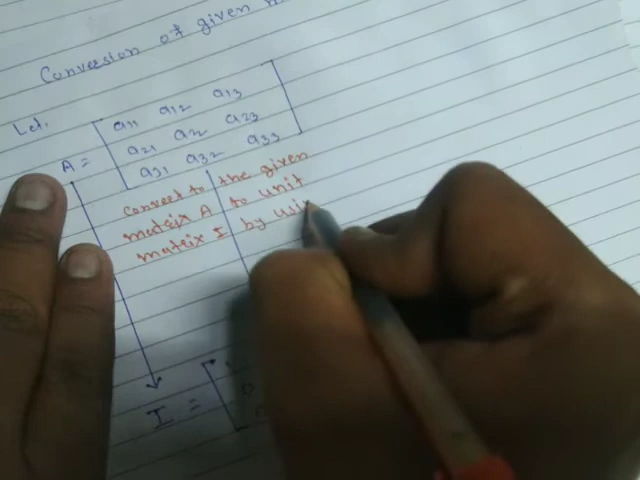 Conversion of given
Let.
A = [ a11 a12 a13
a21 a22 a23
a31 a32 a33 ]
Convert to the given
matrix A to unit
matrix I by
I = [